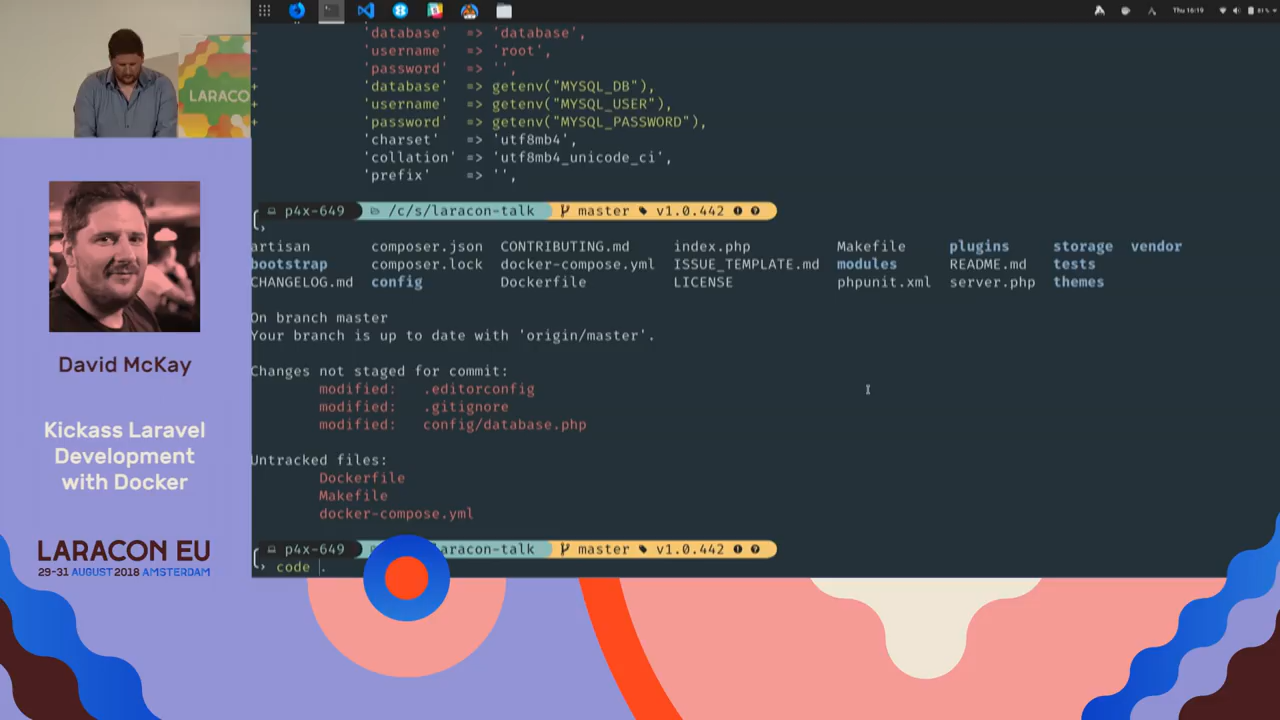 Thu 16:19
LARACON
'database' => 'database',
'username' => 'root',
'password' => '',
+ 'database' => getenv("MYSQL_DB"),
+ 'username' => getenv("MYSQL_USER"),
+ 'password' => getenv("MYSQL_PASSWORD"),
'charset' => 'utf8mb4',
'collation' => 'utf8mb4_unicode_ci',
'prefix' => '',
p4x-649 /c/s/laracon-talk master v1.0.442
artisan composer.json CONTRIBUTING.md index.php Makefile plugins storage vendor
bootstrap composer.lock docker-compose.yml ISSUE_TEMPLATE.md modules README.md tests
CHANGELOG.md config Dockerfile LICENSE phpunit.xml server.php themes
On branch master
Your branch is up to date with 'origin/master'.
Changes not staged for commit:
modified: .editorconfig
modified: .gitignore
modified: config/database.php
Untracked files:
Dockerfile
Makefile
docker-compose.yml
p4x-649 aracon-talk master v1.0.442
code .
David McKay
Kickass Laravel
Development
with Docker
LARACON EU
29-31 AUGUST 2018 AMSTERDAM